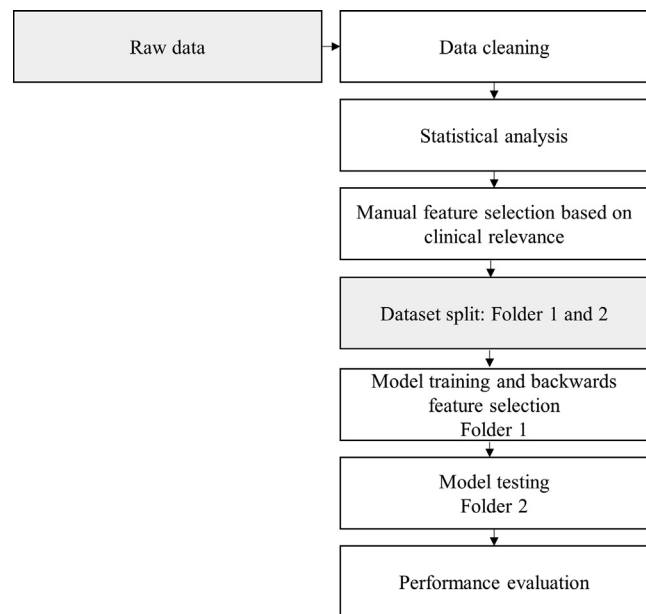 Raw data
Data cleaning
Statistical analysis
Manual feature selection based on
clinical relevance
Dataset split: Folder 1 and 2
Model training and backwards
feature selection
Folder 1
Model testing
Folder 2
Performance evaluation